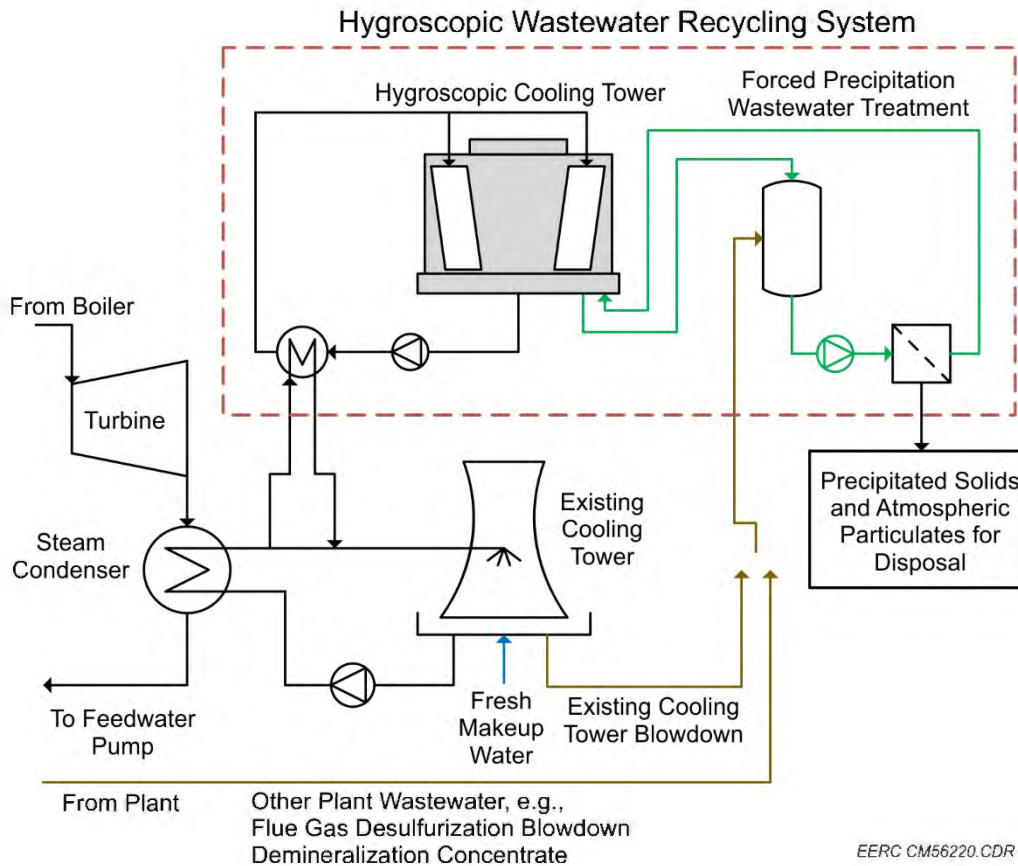 Hygroscopic Wastewater Recycling System
Hygroscopic Cooling Tower
Forced Precipitation
Wastewater Treatment
From Boiler
Turbine
Steam
Condenser
Existing
Cooling
Tower
Precipitated Solids
and Atmospheric
Particulates for
Disposal
To Feedwater
Pump
Fresh
Makeup
Water
Existing Cooling
Tower Blowdown
From Plant
Other Plant Wastewater, e.g.,
Flue Gas Desulfurization Blowdown
Demineralization Concentrate
EERC CM56220.CDR